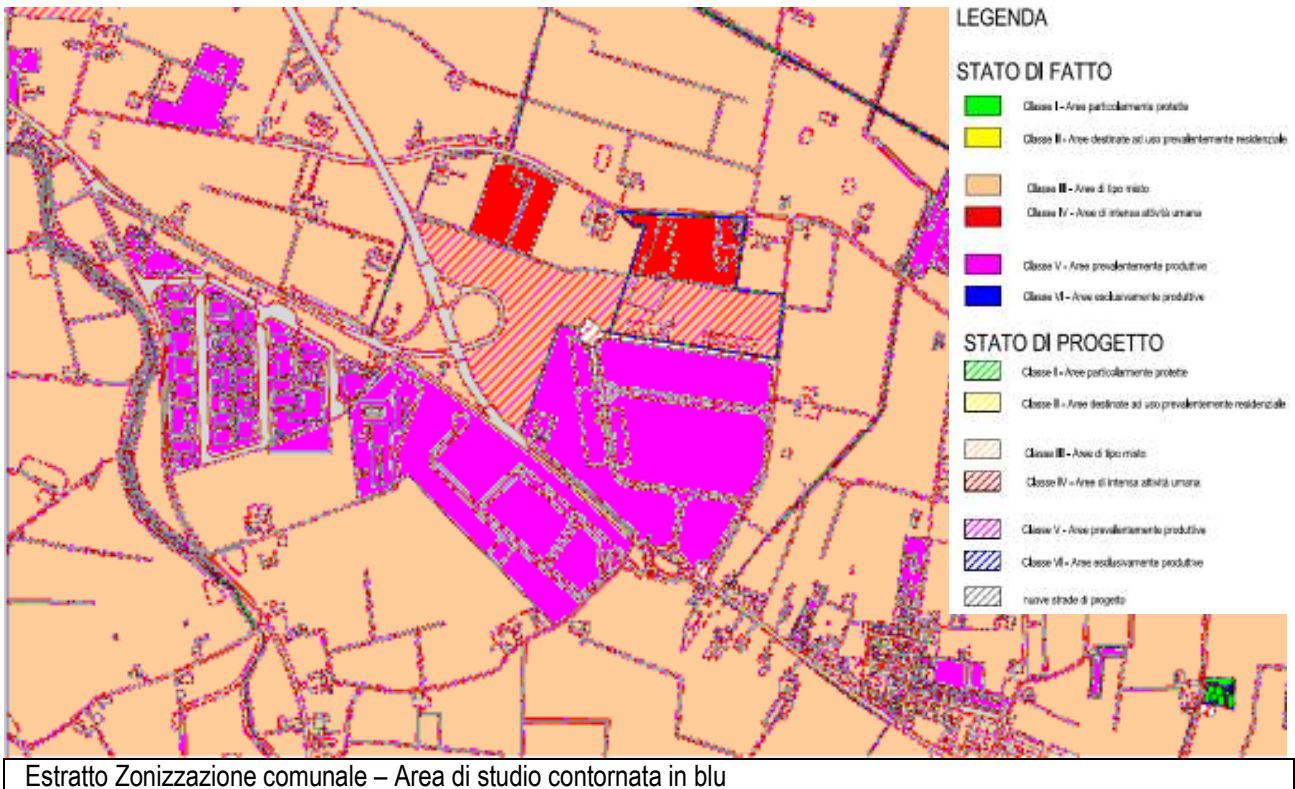 LEGENDA
STATO DI FATTO
Classe I - Aree particolarmente protette
Classe II - Aree destinate ad uso prevalentemente residenziale
Classe III - Aree di tipo misto
Classe IV - Aree di intensa attività umana
Classe V - Aree prevalentemente produttive
Classe VI - Aree esclusivamente produttive
STATO DI PROGETTO
Classe II - Aree particolarmente protette
Classe II - Aree destinate ad uso prevalentemente residenziale
Classe III - Aree di tipo misto
Classe IV - Aree di intensa attività umana
Classe V - Aree prevalentemente produttive
Classe VI - Aree esclusivamente produttive
nuove strade di progetto
Estratto Zonizzazione comunale – Area di studio contornata in blu